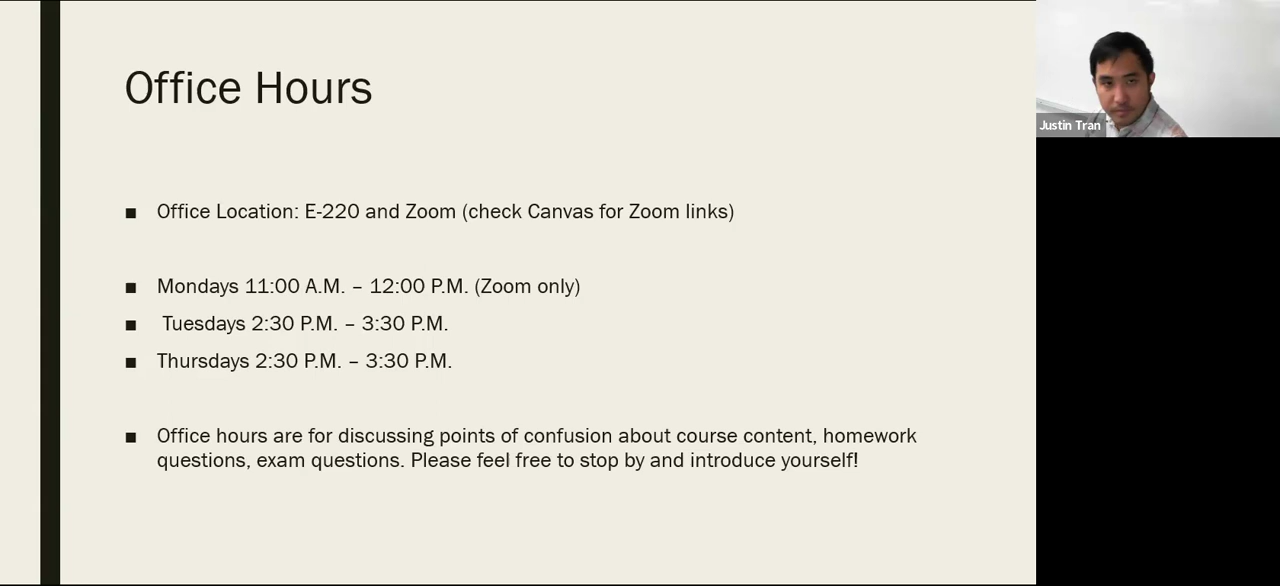 Office Hours
Office Location: E-220 and Zoom (check Canvas for Zoom links)
Mondays 11:00 A.M. – 12:00 P.M. (Zoom only)
Tuesdays 2:30 P.M. – 3:30 P.M.
Thursdays 2:30 P.M. – 3:30 P.M.
Office hours are for discussing points of confusion about course content, homework
questions, exam questions. Please feel free to stop by and introduce yourself!
Justin Tran